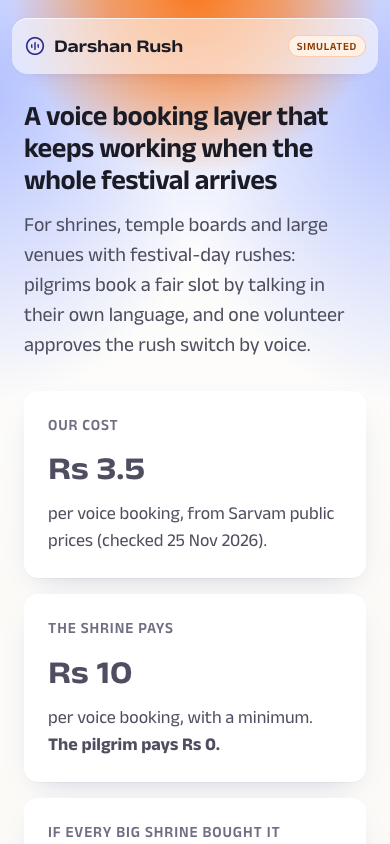 Darshan Rush
SIMULATED
A voice booking layer that
keeps working when the
whole festival arrives
For shrines, temple boards and large
venues with festival-day rushes:
pilgrims book a fair slot by talking in
their own language, and one volunteer
approves the rush switch by voice.
OUR COST
Rs 3.5
per voice booking, from Sarvam public
prices (checked 25 Nov 2026).
THE SHRINE PAYS
Rs 10
per voice booking, with a minimum.
The pilgrim pays Rs 0.
IF EVERY BIG SHRINE BOUGHT IT